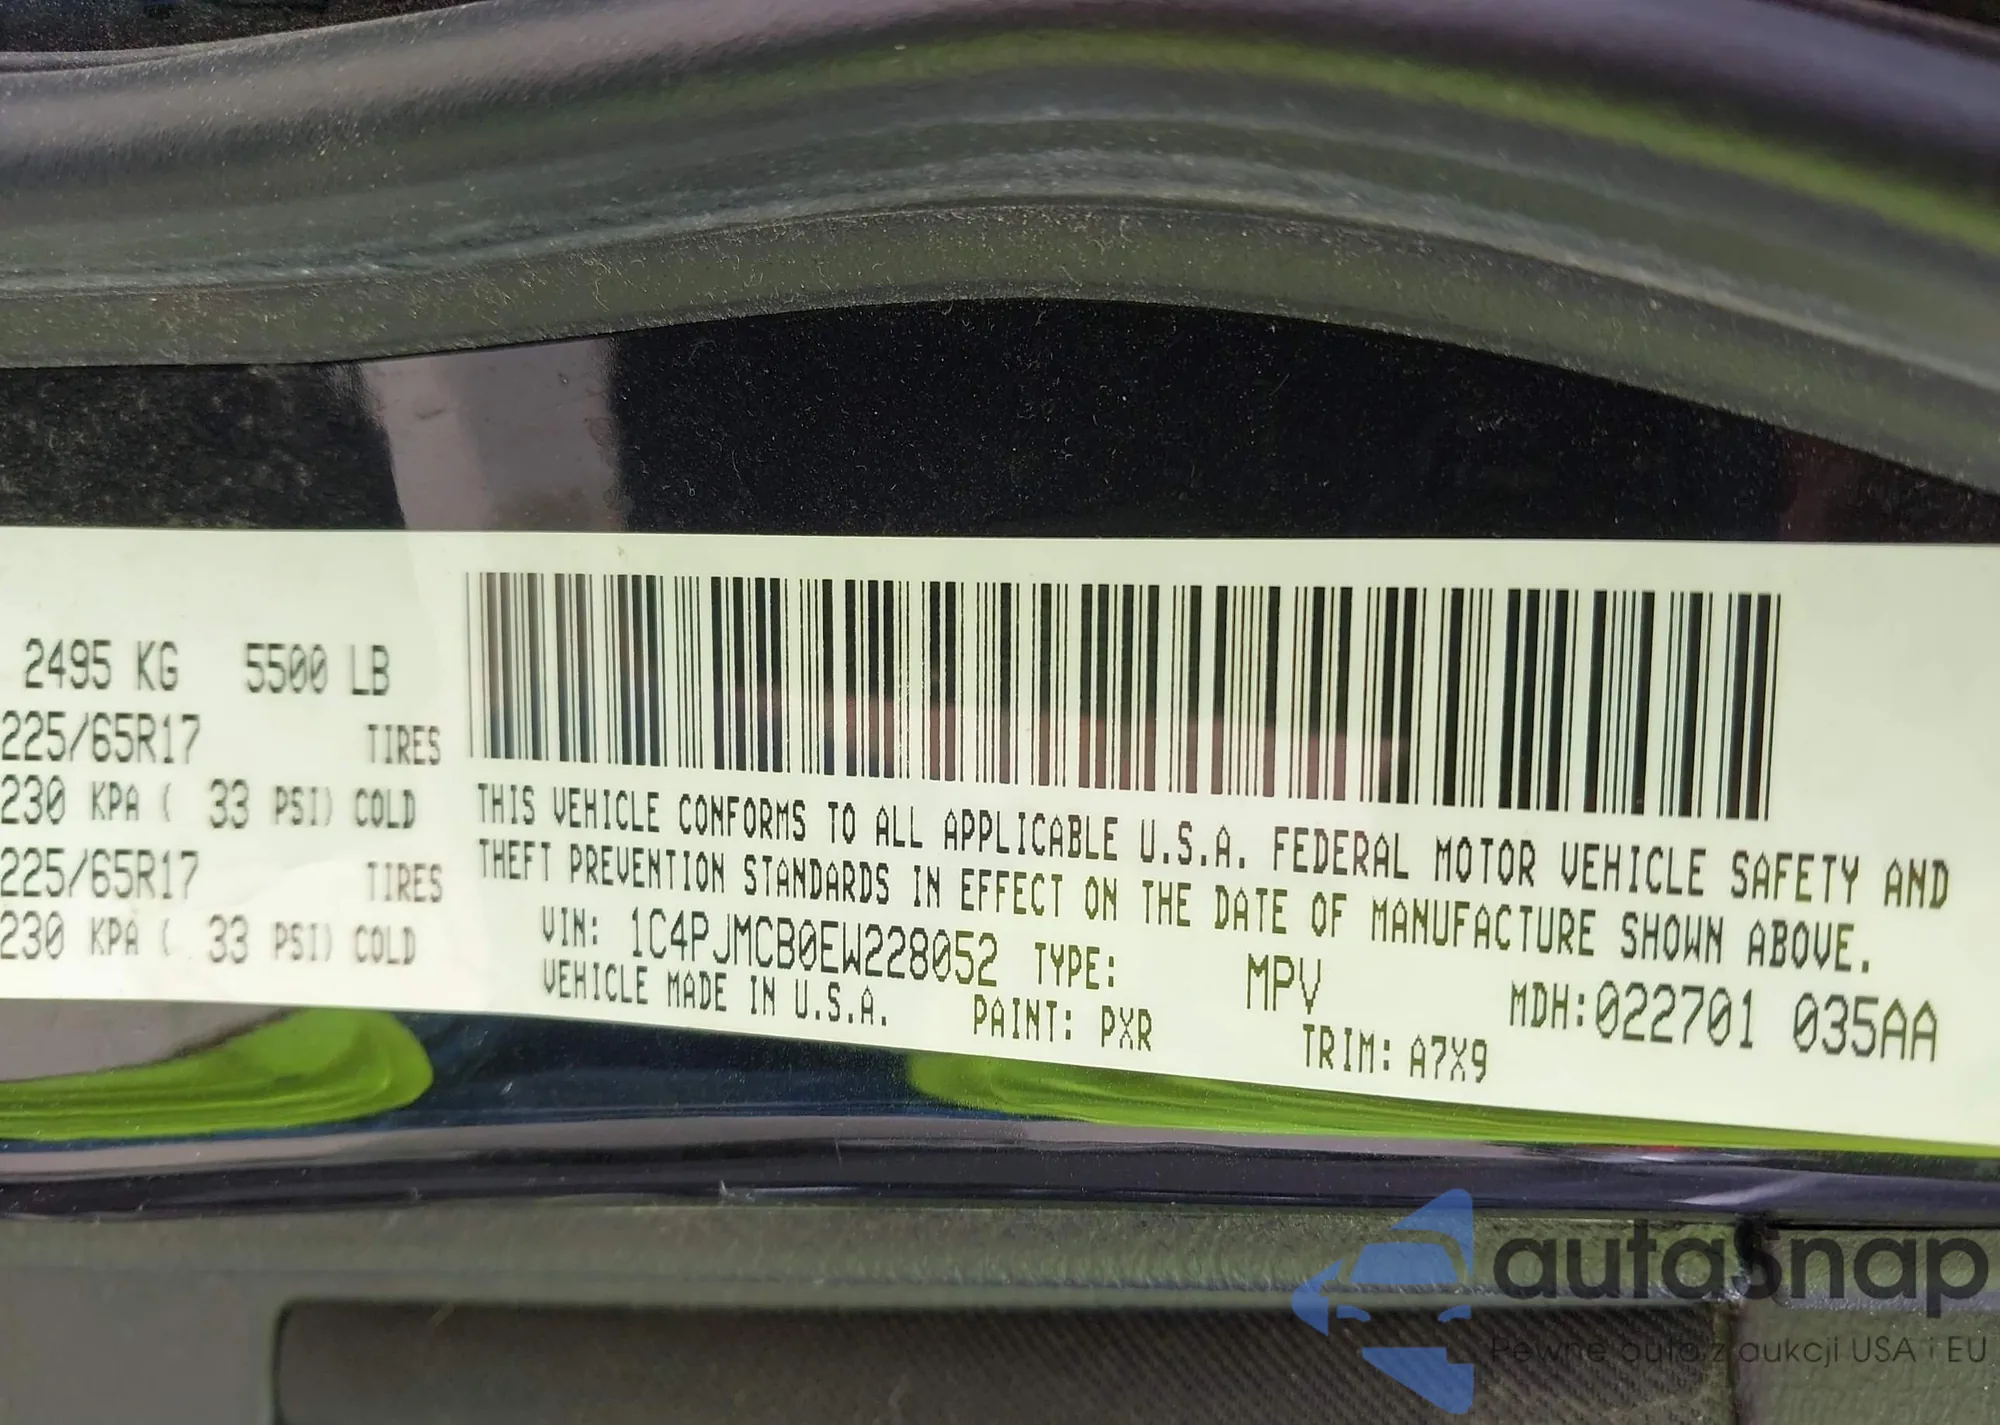 2495 KG 5500 LB
225/65R17 TIRES
230 KPA ( 33 PSI) COLD
225/65R17 TIRES
230 KPA ( 33 PSI) COLD
THIS VEHICLE CONFORMS TO ALL APPLICABLE U.S.A. FEDERAL MOTOR VEHICLE SAFETY AND
THEFT PREVENTION STANDARDS IN EFFECT ON THE DATE OF MANUFACTURE SHOWN ABOVE.
VIN: 1C4PJMCB0EW228052 TYPE: MPV MDH:022701 035AA
VEHICLE MADE IN U.S.A. PAINT: PXR TRIM: A7X9
autasnap
Pewne auta z aukcji USA i EU